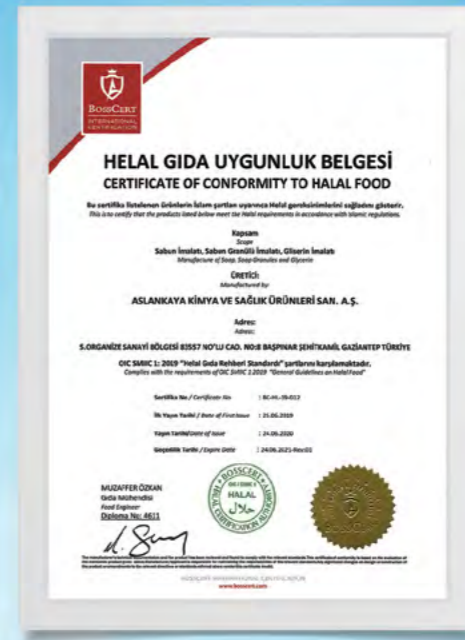 BOSSCERT
INTERNATIONAL
CERTIFICATION
HELAL GIDA UYGUNLUK BELGESİ
CERTIFICATE OF CONFORMITY TO HALAL FOOD
Bu sertifika listelenen Ürünlerin İslam şartları uyarınca Helal gereksinimlerini sağladını gösterir.
This is to certify that the products listed below meet the Halal requirements in accordance with Islamic regulations.
Kapsam
Scope
Sabun İmalatı, Sabun Granülü İmalatı, Gliserin İmalatı
Manufacture of Soap, Soap Granules and Glycerin
ÜRETİCİ:
Manufactured by
ASLANKAYA KİMYA VE SAĞLIK ÜRÜNLERİ SAN. A.Ş.
Adres:
Adress:
5.ORGANİZE SANAYİ BÖLGESİ 83557 NO'LU CAD. NO:8 BAŞPINAR ŞEHİTKAMİL GAZİANTEP TÜRKİYE
OIC SMIIC 1: 2019 "Helal Gıda Rehberi Standardı" şartlarını karşılamaktadır.
Complies with the requirements of OIC SMIIC 1:2019 "General Guidelines on Halal Food"
Sertifika No / Certificate No
İlk Yayın Tarihi / Date of First Issue : 25.06.2019
Yayın Tarihi/Date of Issue : 24.06.2020
Geçerlilik Tarihi / Expire Date : 24.06.2021-Rev:01
MUZAFFER ÖZKAN
Gıda Mühendisi
Food Engineer
Diploma No: 4611
BOSSCERT
HALAL
حلال
HALAL CERTIFICATION AUTHORITY
BOSSCERT INTERNATIONAL CERTIFICATION
www.bosscert.com